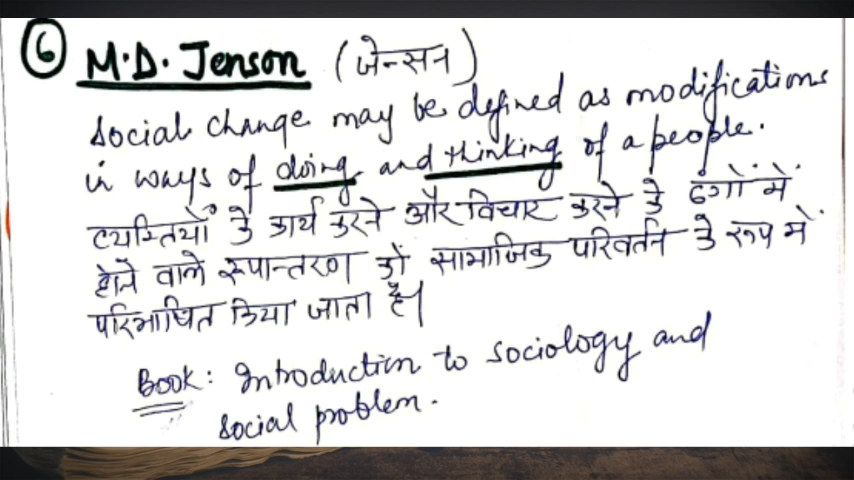 ⑥ M.D. Jenson (जेन्सन)
Social change may be defined as modifications
in ways of doing and thinking of a people.
व्यक्तियों के कार्य करने और विचार करने के ढंगों में
होने वाले रूपान्तरण को सामाजिक परिवर्तन के रूप में
परिभाषित किया जाता है।
Book: Introduction to sociology and
social problem.